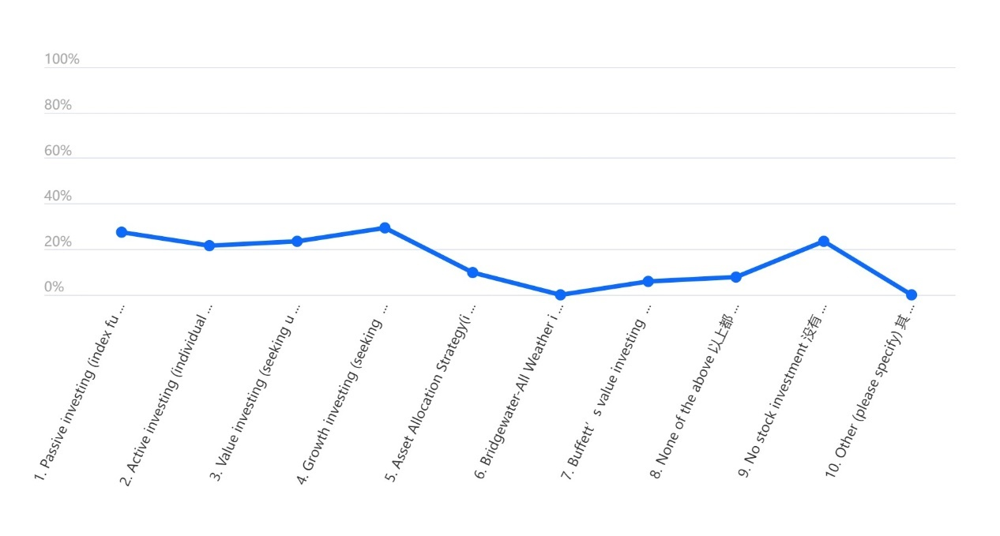 100%
80%
60%
40%
20%
0%
1. Passive investing (index fu ...
2. Active investing (individual ...
3. Value investing (seeking u ...
4. Growth investing (seeking ...
5. Asset Allocation Strategy(i ...
6. Bridgewater-All Weather i ...
7. Buffett’s value investing ...
8. None of the above 以上都 ...
9. No stock investment 没有 ...
10. Other (please specify) 其 ...